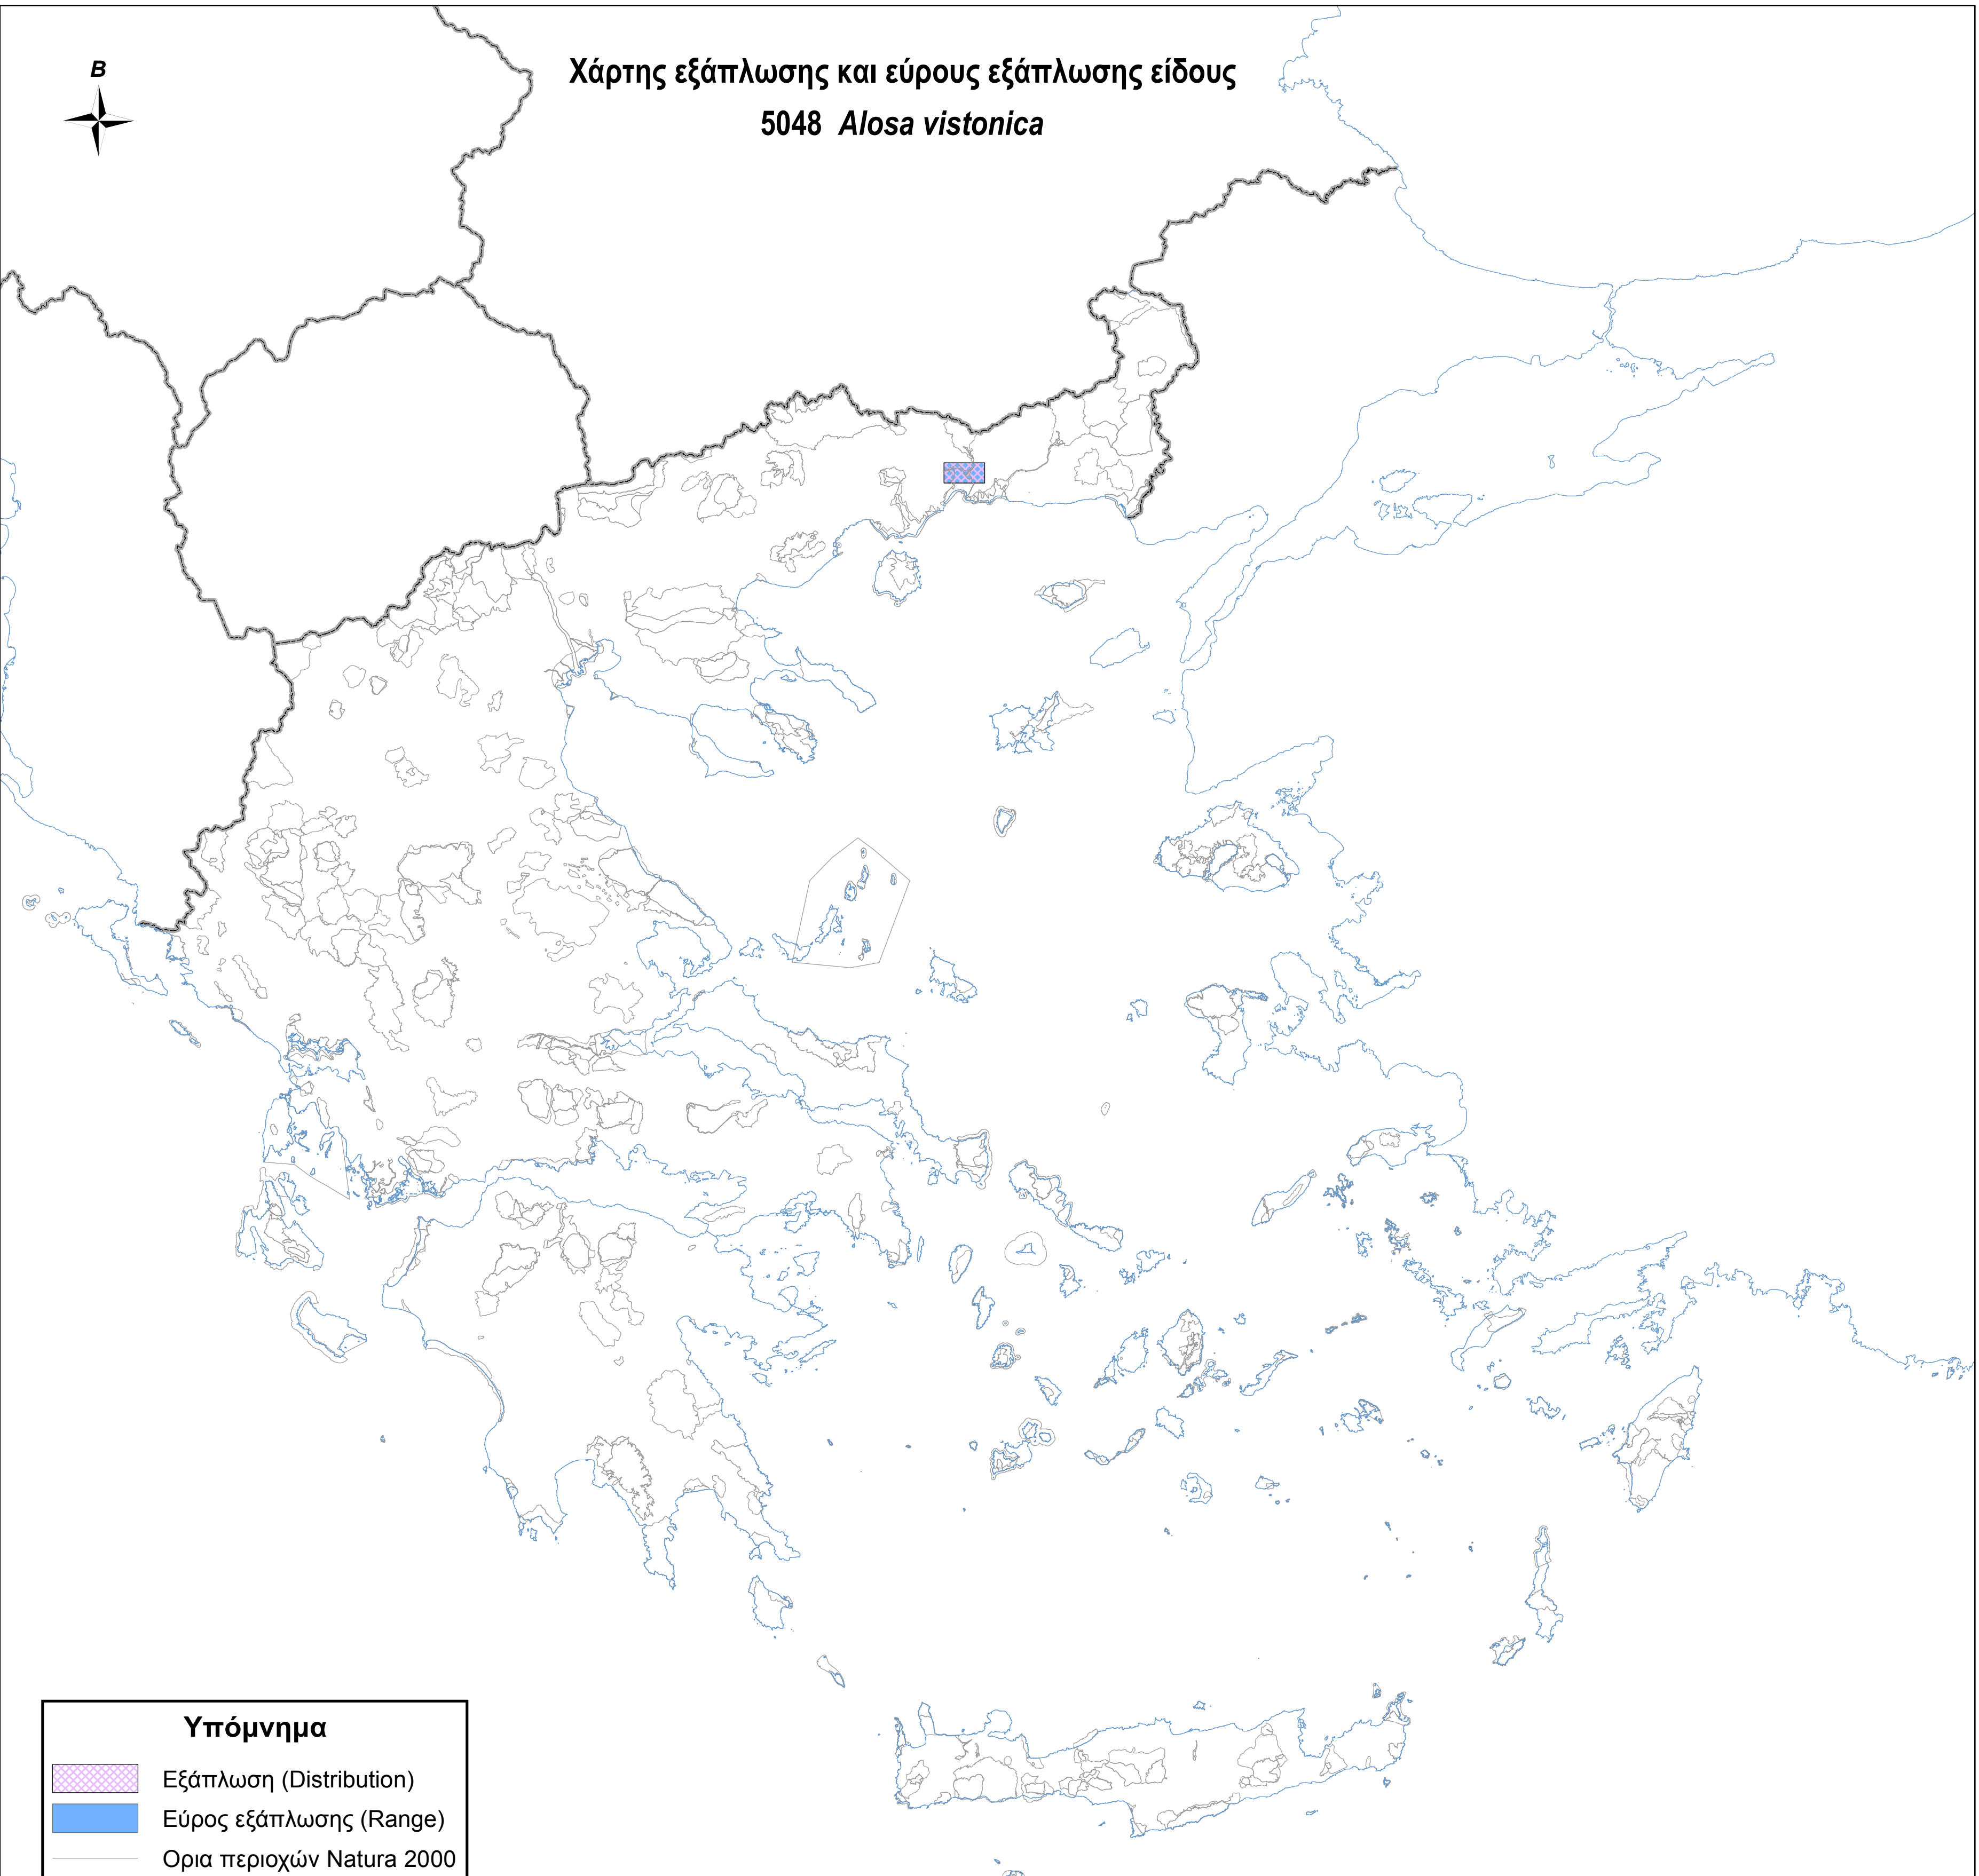 B
Χάρτης εξάπλωσης και εύρους εξάπλωσης είδους
5048 Alosa vistonica
Υπόμνημα
Εξάπλωση (Distribution)
Εύρος εξάπλωσης (Range)
Ορια περιοχών Natura 2000